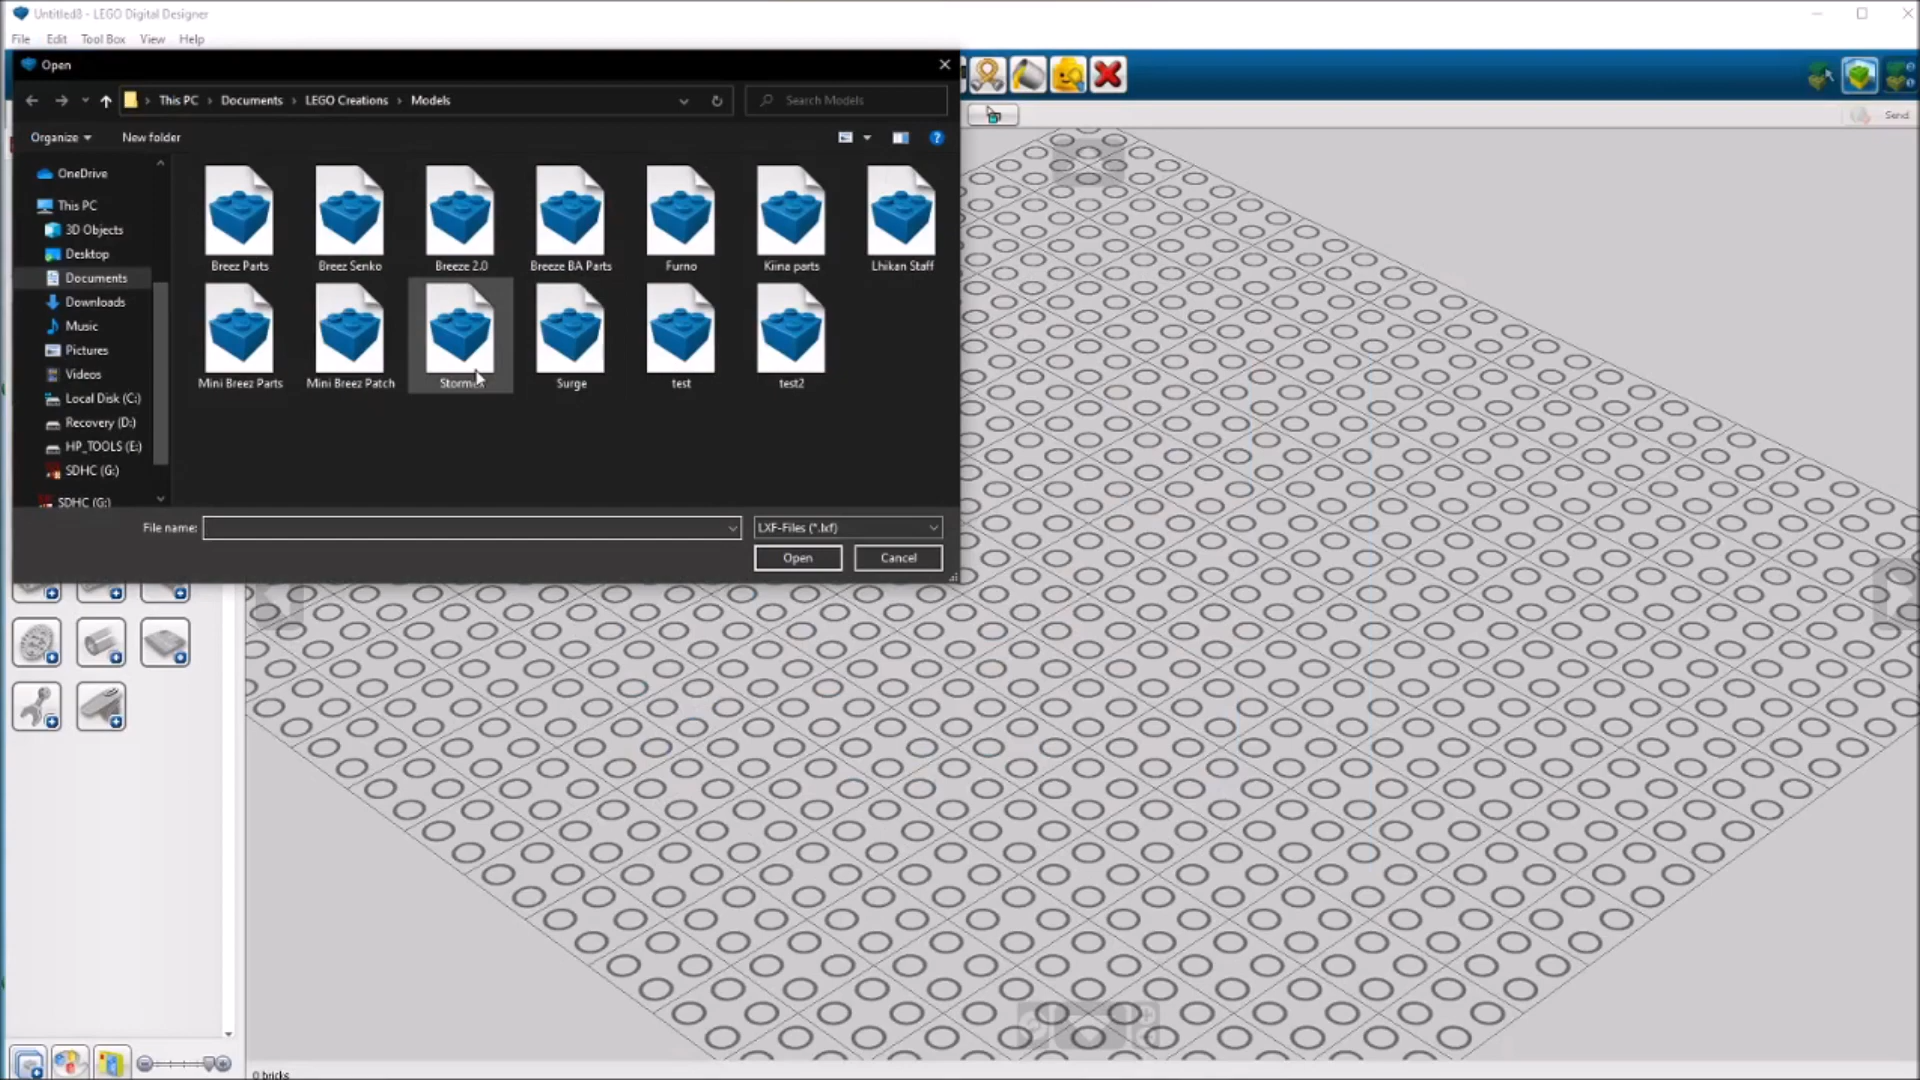 Untitled8 - LEGO Digital Designer
File Edit Tool Box View Help
Open
This PC > Documents > LEGO Creations > Models
Search Models
Organize New folder
OneDrive
This PC
3D Objects
Desktop
Documents
Downloads
Music
Pictures
Videos
Local Disk (C:)
Recovery (D:)
HP_TOOLS (E:)
SDHC (G:)
SDHC (G:)
Breez Parts Breez Senko Breeze 2.0 Breeze BA Parts Furno Kiina parts Lhikan Staff
Mini Breez Parts Mini Breez Patch Surge test test2
File name: LXF-Files (*.lxf)
Open Cancel
Send
0 bricks